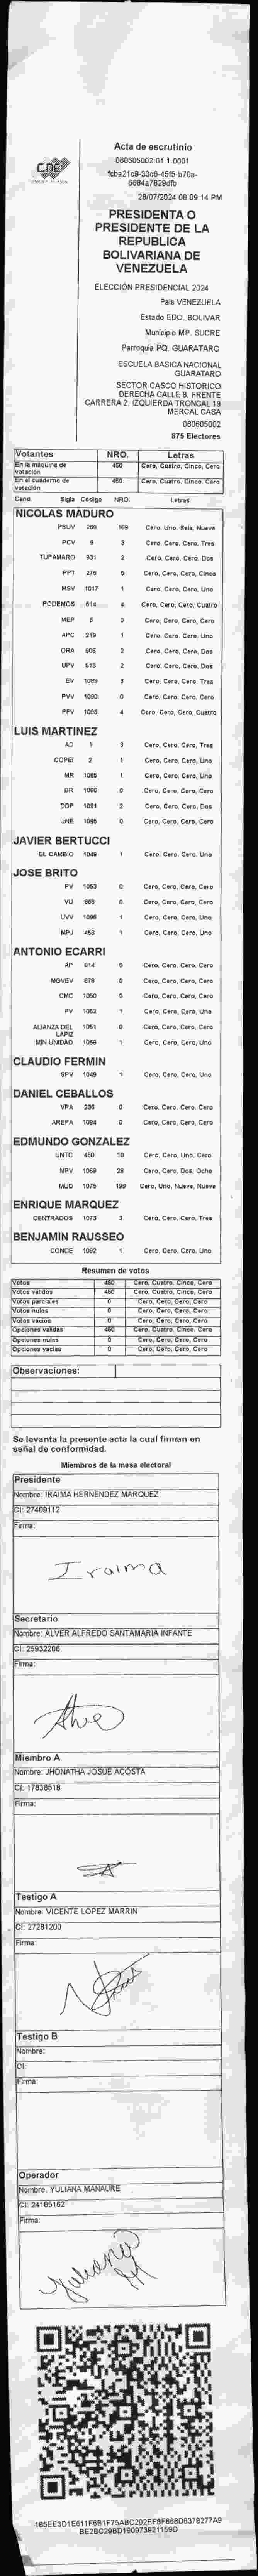 CNE
Acta de escrutinio
060605002.01.1.0001
fcba21c9-33c6-45f5-b70a-
6694a7829dfb
28/07/2024 08:09:14 PM
PRESIDENTA O
PRESIDENTE DE LA
REPUBLICA
BOLIVARIANA DE
VENEZUELA
ELECCIÓN PRESIDENCIAL 2024
Pais VENEZUELA
Estado EDO. BOLIVAR
Municipio MP. SUCRE
Parroquia PQ. GUARATARO
ESCUELA BASICA NACIONAL
GUARATARO
SECTOR CASCO HISTORICO
DERECHA CALLE 8. FRENTE
CARRERA 2. IZQUIERDA TRONCAL 19
MERCAL CASA
060605002
875 Electores
Votantes NRO. Letras
En la máquina de votación 450 Cero, Cuatro, Cinco, Cero
En el cuaderno de votación 450 Cero, Cuatro, Cinco, Cero
Cand. Sigla Código NRO. Letras
NICOLAS MADURO
PSUV 269 169 Cero, Uno, Seis, Nueve
PCV 9 3 Cero, Cero, Cero, Tres
TUPAMARO 931 2 Cero, Cero, Cero, Dos
PPT 276 5 Cero, Cero, Cero, Cinco
MSV 1017 1 Cero, Cero, Cero, Uno
PODEMOS 514 4 Cero, Cero, Cero, Cuatro
MEP 6 0 Cero, Cero, Cero, Cero
APC 219 1 Cero, Cero, Cero, Uno
ORA 906 2 Cero, Cero, Cero, Dos
UPV 513 2 Cero, Cero, Cero, Dos
EV 1089 3 Cero, Cero, Cero, Tres
PVV 1090 0 Cero, Cero, Cero, Cero
PFV 1093 4 Cero, Cero, Cero, Cuatro
LUIS MARTINEZ
AD 1 3 Cero, Cero, Cero, Tres
COPEI 2 1 Cero, Cero, Cero, Uno
MR 1065 1 Cero, Cero, Cero, Uno
BR 1086 0 Cero, Cero, Cero, Cero
DDP 1091 2 Cero, Cero, Cero, Dos
UNE 1095 0 Cero, Cero, Cero, Cero
JAVIER BERTUCCI
EL CAMBIO 1048 1 Cero, Cero, Cero, Uno
JOSE BRITO
PV 1053 0 Cero, Cero, Cero, Cero
VU 968 0 Cero, Cero, Cero, Cero
UVV 1096 1 Cero, Cero, Cero, Uno
MPJ 458 1 Cero, Cero, Cero, Uno
ANTONIO ECARRI
AP 914 0 Cero, Cero, Cero, Cero
MOVEV 878 0 Cero, Cero, Cero, Cero
CMC 1050 0 Cero, Cero, Cero, Cero
FV 1082 1 Cero, Cero, Cero, Uno
ALIANZA DEL LAPIZ 1051 0 Cero, Cero, Cero, Cero
MIN UNIDAD 1069 1 Cero, Cero, Cero, Uno
CLAUDIO FERMIN
SPV 1049 1 Cero, Cero, Cero, Uno
DANIEL CEBALLOS
VPA 236 0 Cero, Cero, Cero, Cero
AREPA 1094 0 Cero, Cero, Cero, Cero
EDMUNDO GONZALEZ
UNTC 450 10 Cero, Cero, Uno, Cero
MPV 1069 28 Cero, Cero, Dos, Ocho
MUD 1075 199 Cero, Uno, Nueve, Nueve
ENRIQUE MARQUEZ
CENTRADOS 1073 3 Cero, Cero, Cero, Tres
BENJAMIN RAUSSEO
CONDE 1092 1 Cero, Cero, Cero, Uno
Resumen de votos
Votos 450 Cero, Cuatro, Cinco, Cero
Votos validos 450 Cero, Cuatro, Cinco, Cero
Votos parciales 0 Cero, Cero, Cero, Cero
Votos nulos 0 Cero, Cero, Cero, Cero
Votos vacios 0 Cero, Cero, Cero, Cero
Opciones validas 450 Cero, Cuatro, Cinco, Cero
Opciones nulas 0 Cero, Cero, Cero, Cero
Opciones vacias 0 Cero, Cero, Cero, Cero
Observaciones:
Se levanta la presente acta la cual firman en
señal de conformidad.
Miembros de la mesa electoral
Presidente
Nombre: IRAIMA HERNENDEZ MARQUEZ
CI: 27409112
Firma:
Iraima
Secretario
Nombre: ALVER ALFREDO SANTAMARIA INFANTE
CI: 25932206
Firma:
Miembro A
Nombre: JHONATHA JOSUE ACOSTA
CI: 17838518
Firma:
Testigo A
Nombre: VICENTE LOPEZ MARRIN
CI: 27281200
Firma:
Testigo B
Nombre:
CI:
Firma:
Operador
Nombre: YULIANA MANAURE
CI: 24185162
Firma:
Yuliana M
185EE3D1E611F6B1F75ABC202EF8F868D6378277A9
BE2BC298D19097392 1159D